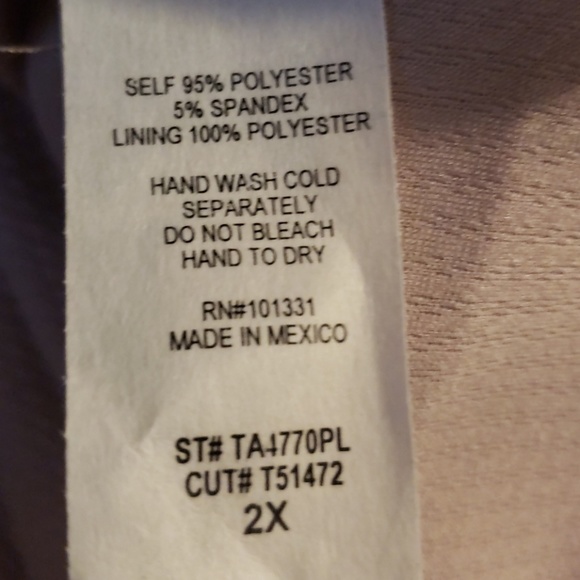 SELF 95% POLYESTER
5% SPANDEX
LINING 100% POLYESTER
HAND WASH COLD
SEPARATELY
DO NOT BLEACH
HAND TO DRY
RN#101331
MADE IN MEXICO
ST# TA4770PL
CUT# T51472
2X